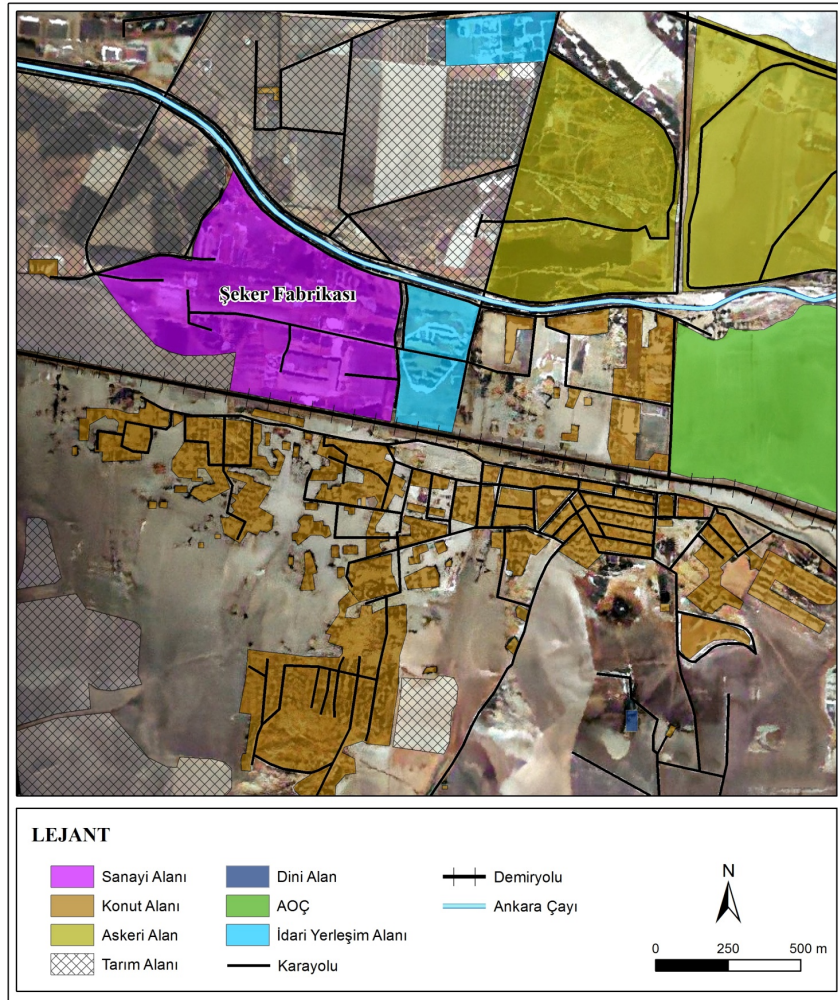 Şeker Fabrikası
LEJANT
Sanayi Alanı
Konut Alanı
Askeri Alan
Tarım Alanı
Dini Alan
AOÇ
İdari Yerleşim Alanı
Karayolu
Demiryolu
Ankara Çayı
N
0 250 500 m